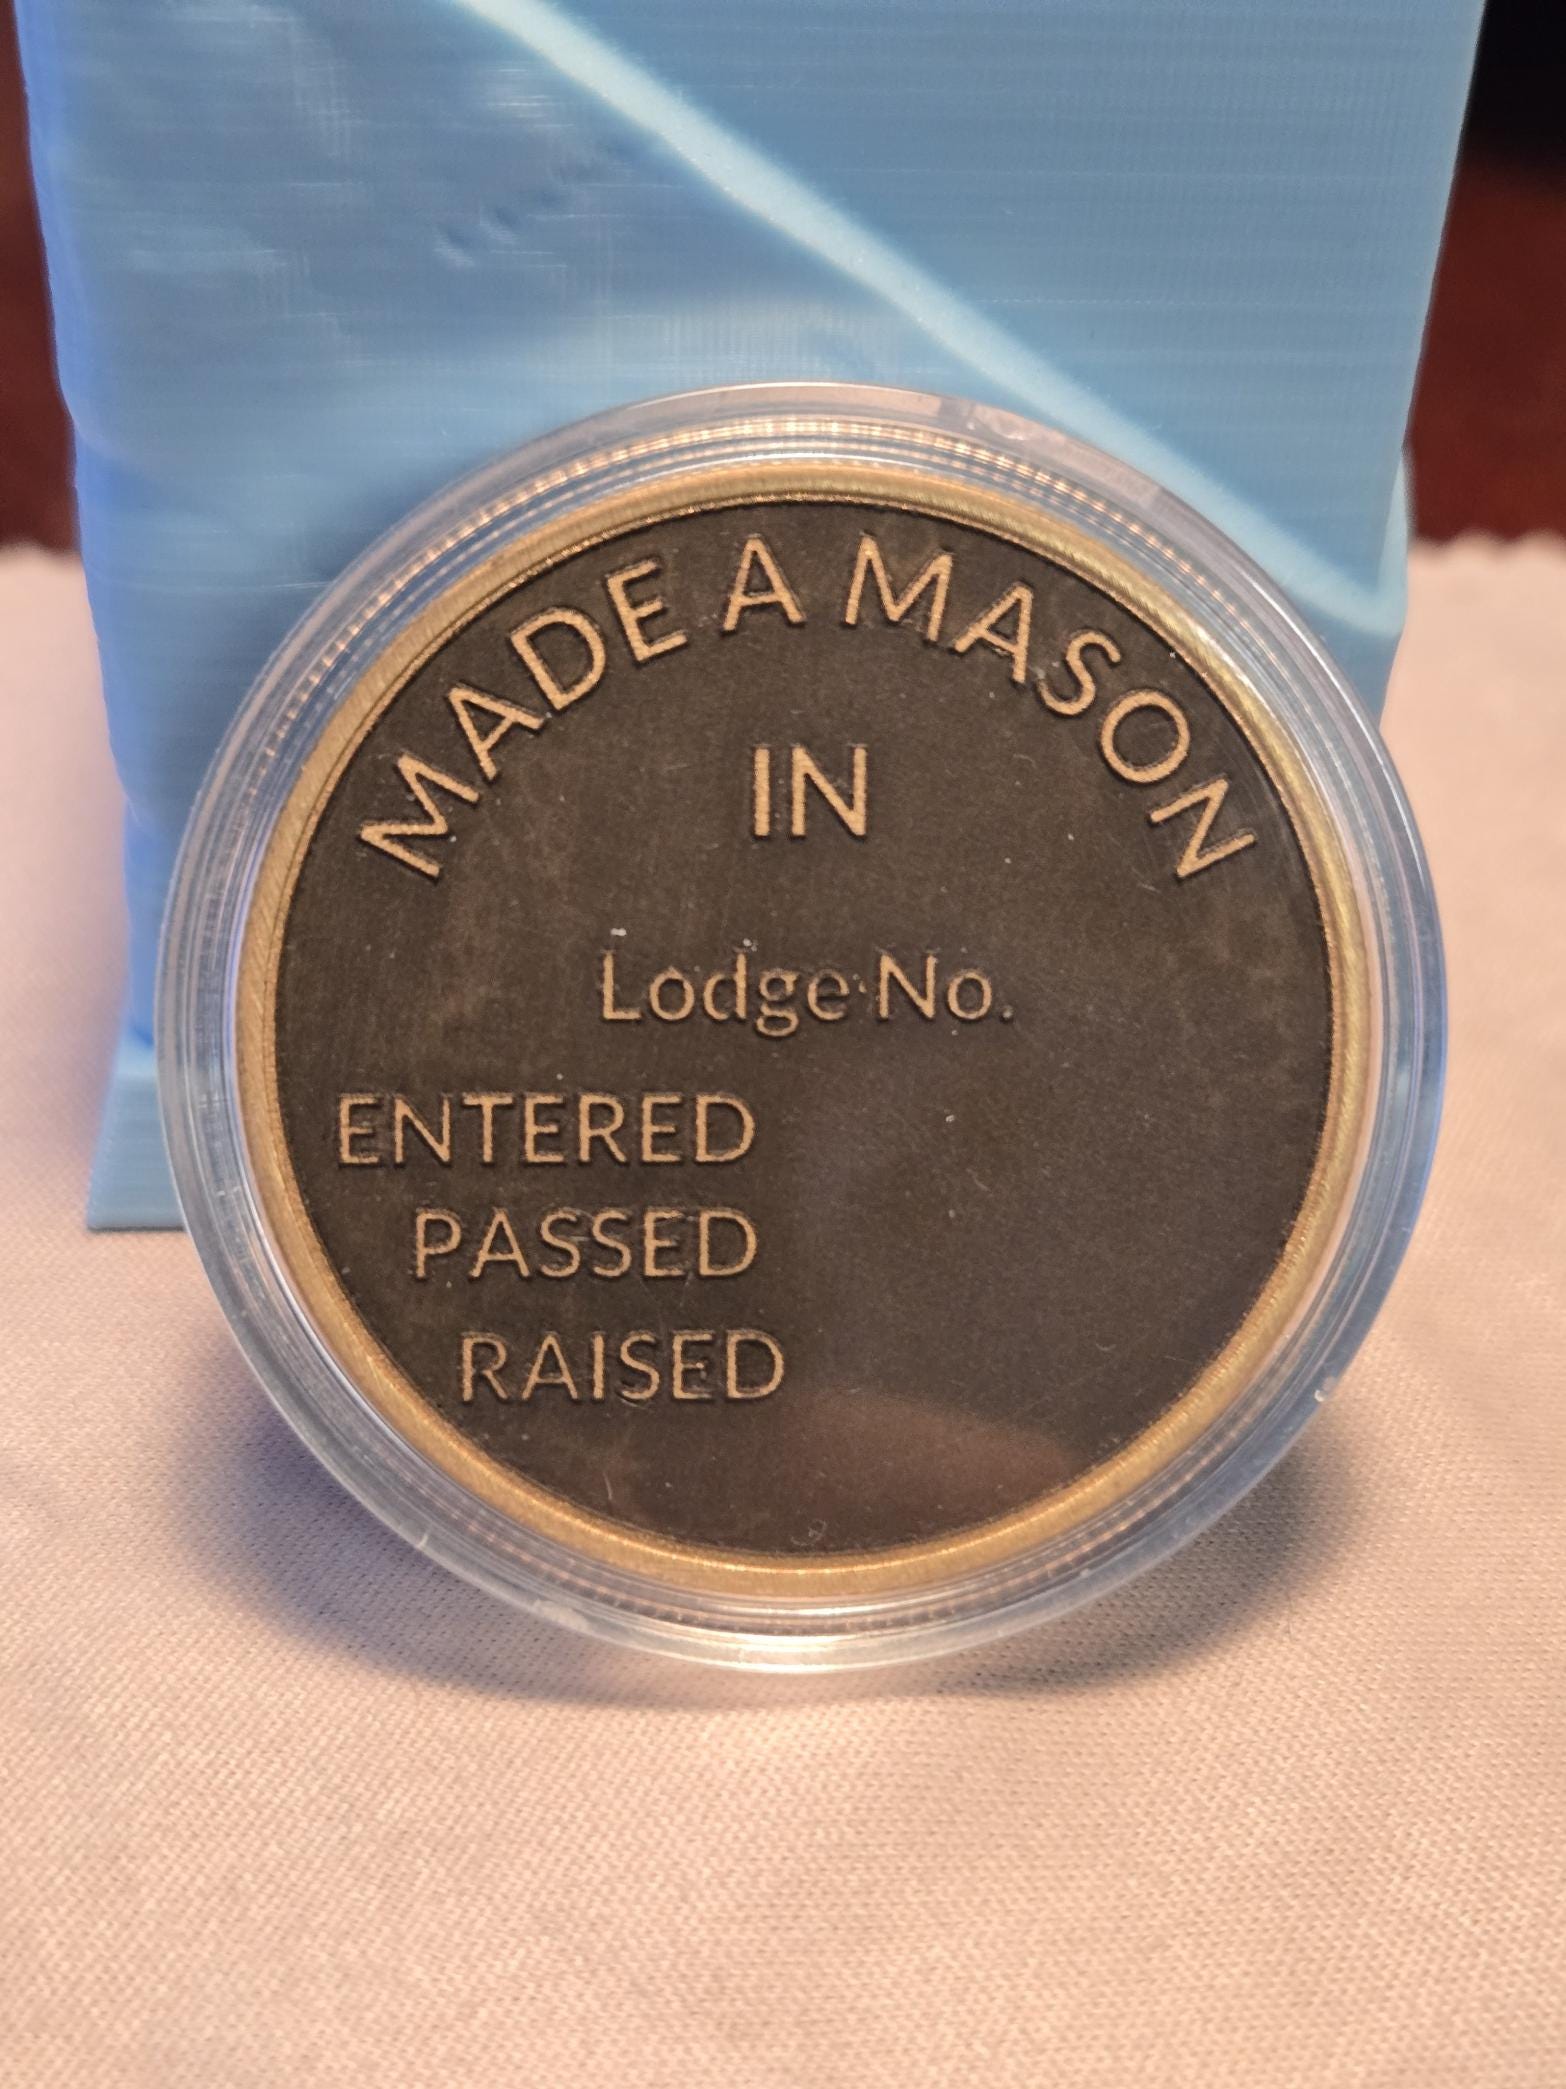 MADE A MASON
IN
Lodge No.
ENTERED
PASSED
RAISED